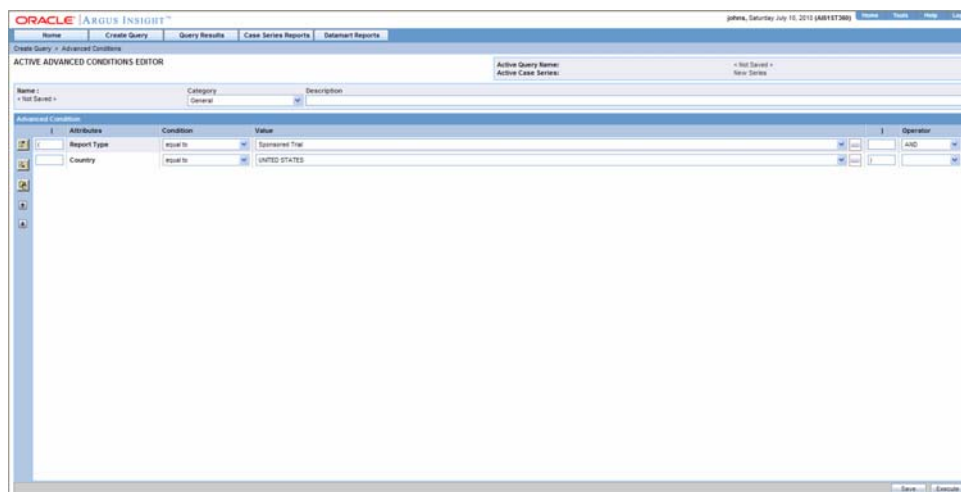 ORACLE ARGUS INSIGHT™
johns, Saturday July 10, 2010 Home Tools Help
Home Create Query Query Results Case Series Reports Datamart Reports
Create Query > Advanced Conditions
ACTIVE ADVANCED CONDITIONS EDITOR
Active Query Name: < Not Saved >
Active Case Series: New Series
Name : Category Description
< Not Saved > General
Advanced Condition
( Attributes Condition Value ) Operator
( Report Type equal to Sponsored Trial ... AND
Country equal to UNITED STATES ... )
Save Execute